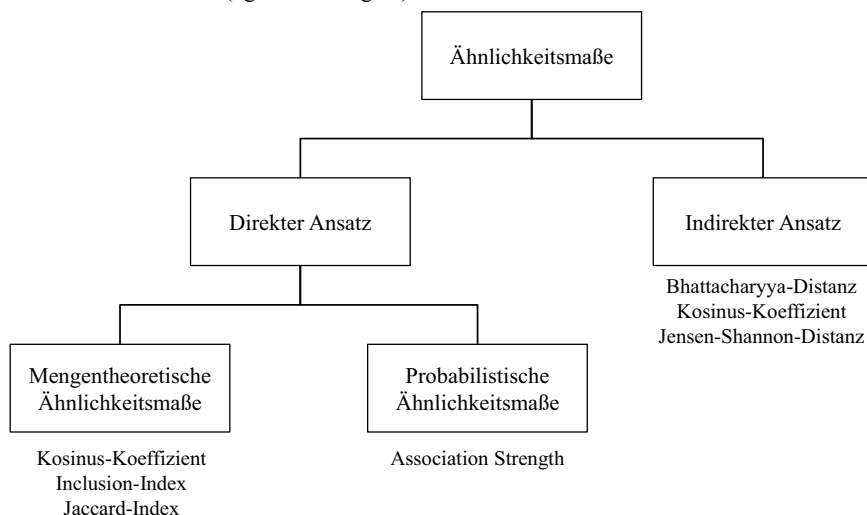 Ähnlichkeitsmaße
Direkter Ansatz
Indirekter Ansatz
Bhattacharyya-Distanz
Kosinus-Koeffizient
Jensen-Shannon-Distanz
Mengentheoretische
Ähnlichkeitsmaße
Probabilistische
Ähnlichkeitsmaße
Kosinus-Koeffizient
Inclusion-Index
Jaccard-Index
Association Strength